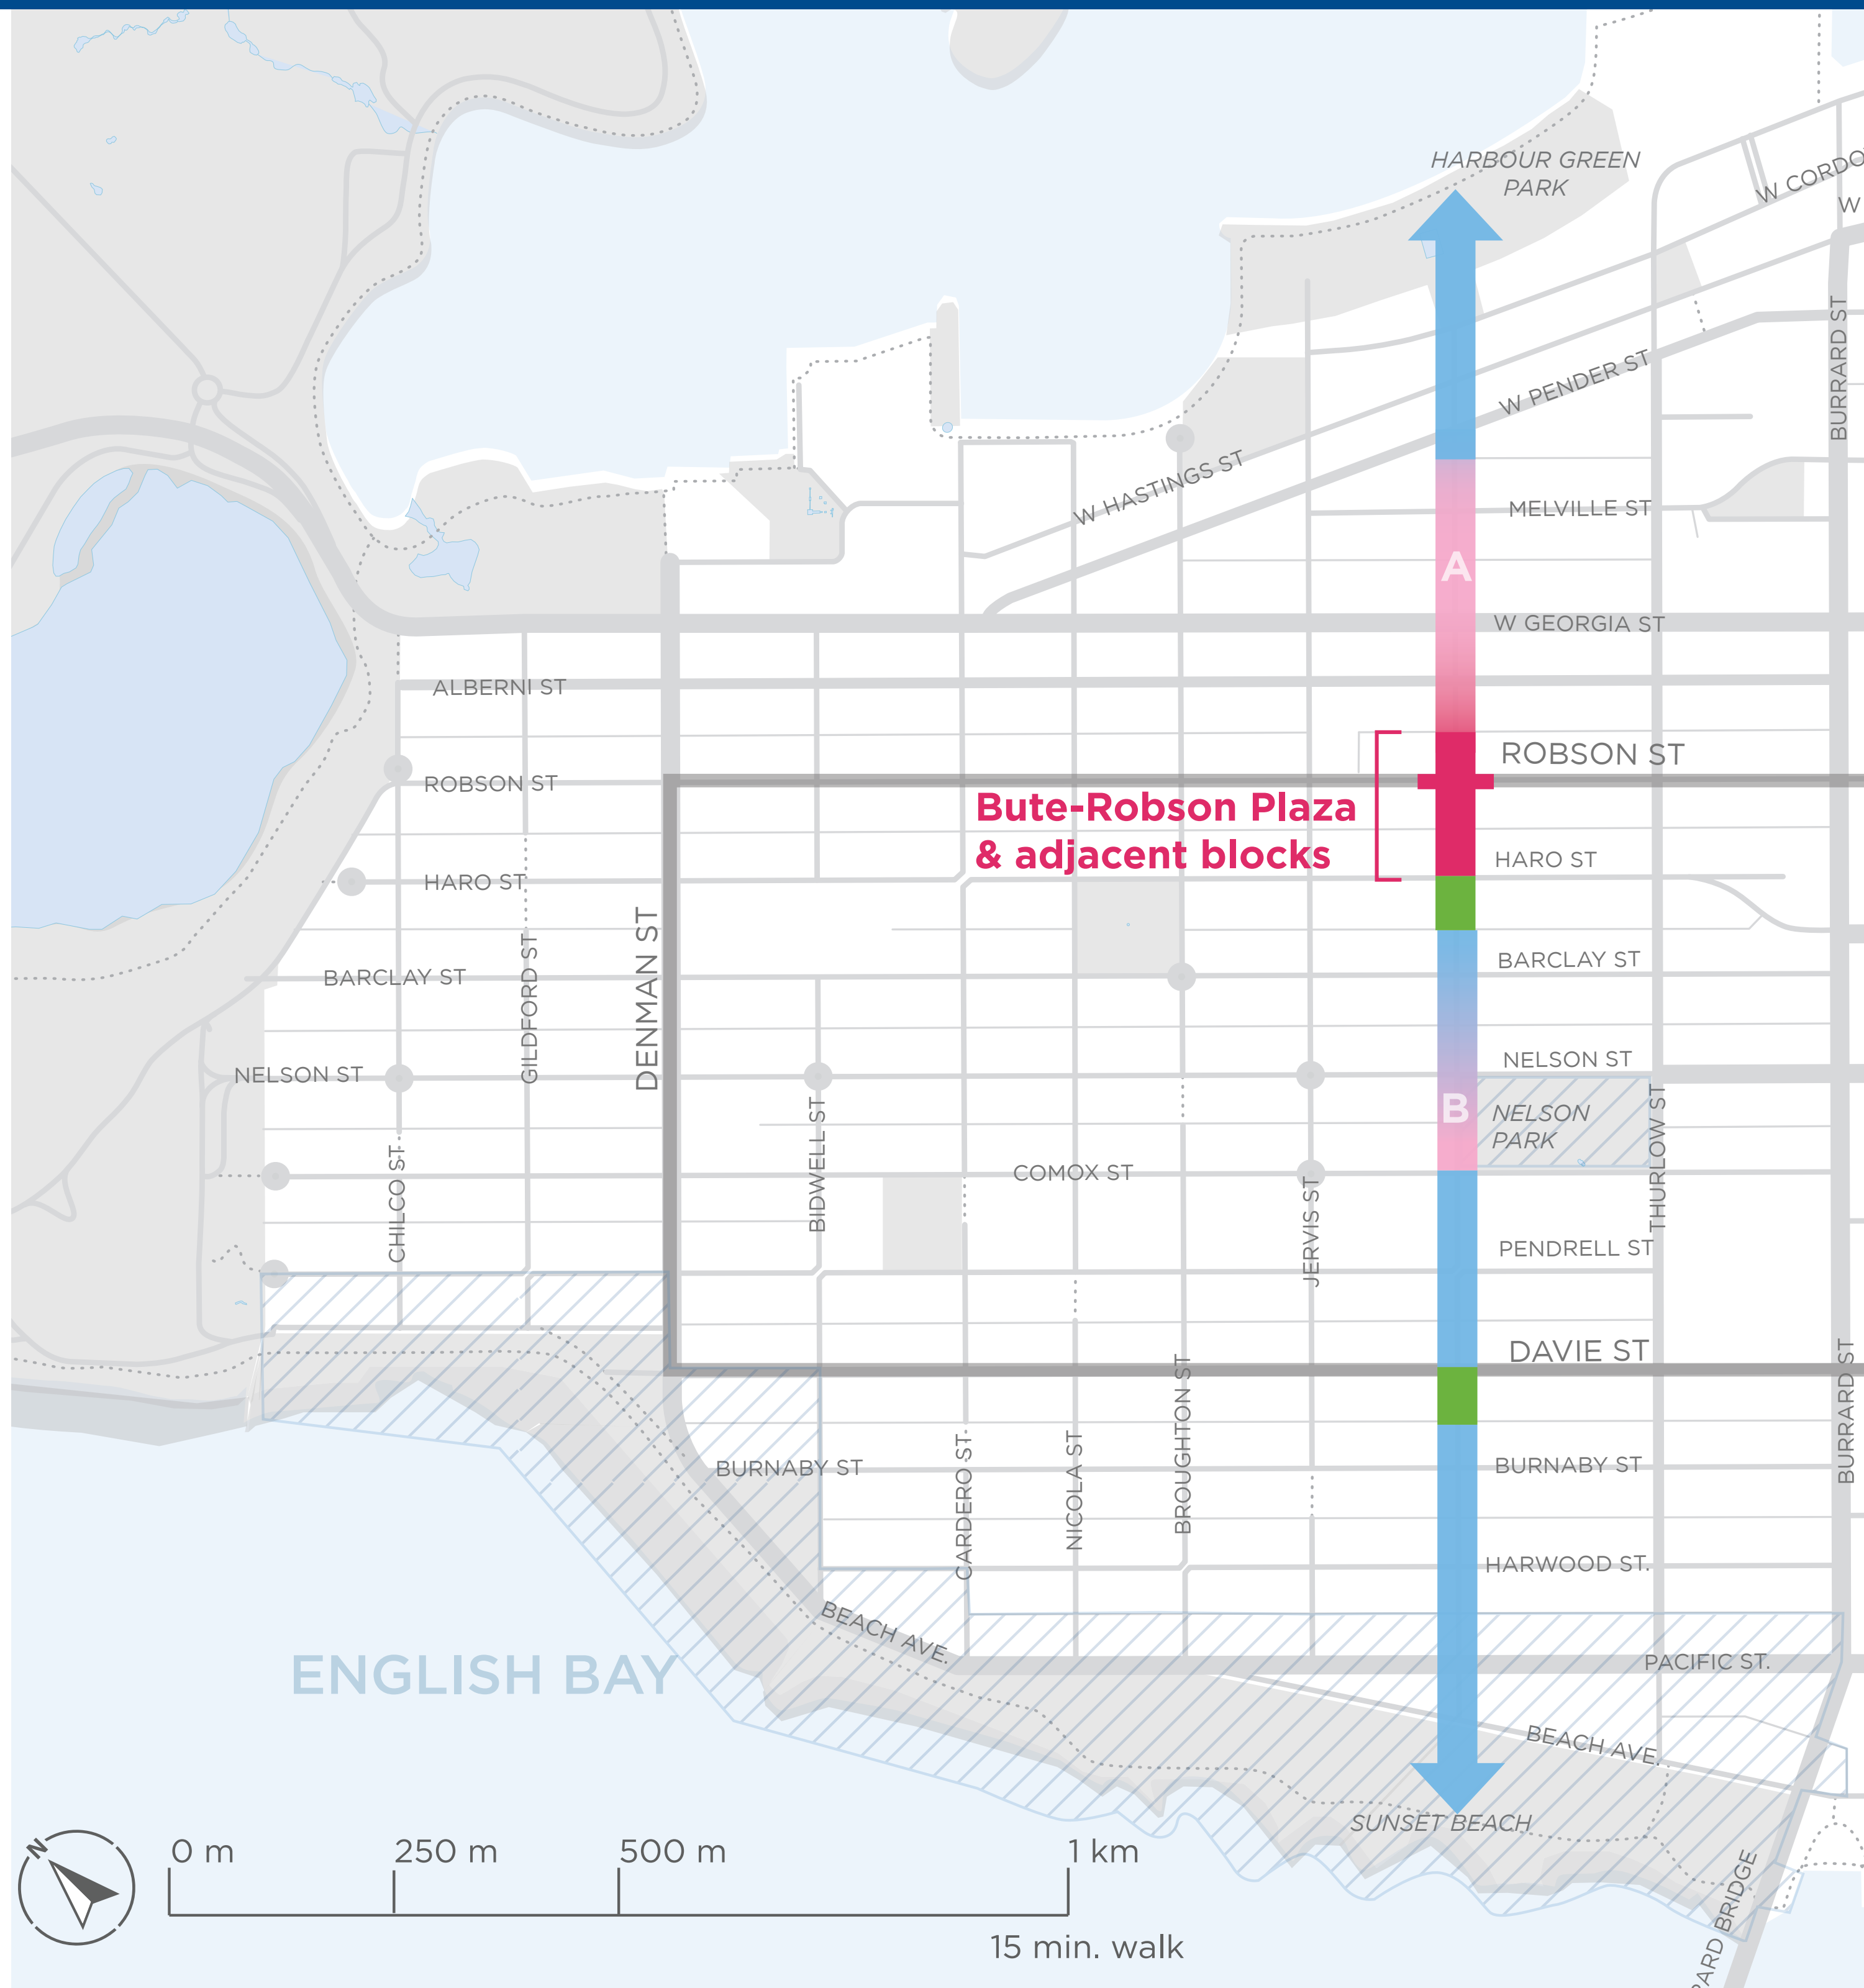 HARBOUR GREEN
PARK
W CORDO
W
BURRARD ST
W PENDER ST
W HASTINGS ST
MELVILLE ST
A
W GEORGIA ST
ALBERNI ST
ROBSON ST
ROBSON ST
Bute-Robson Plaza
& adjacent blocks
HARO ST
HARO ST
DENMAN ST
GILDFORD ST
BARCLAY ST
BARCLAY ST
NELSON ST
NELSON ST
B
NELSON
PARK
THURLOW ST
BIDWELL ST
CHILCO ST
COMOX ST
JERVIS ST
PENDRELL ST
DAVIE ST
BURRARD ST
BROUGHTON ST
NICOLA ST
CARDERO ST
BURNABY ST
BURNABY ST
HARWOOD ST.
BEACH AVE.
ENGLISH BAY
PACIFIC ST.
BEACH AVE.
SUNSET BEACH
N
0 m
250 m
500 m
1 km
15 min. walk
RARD BRIDGE